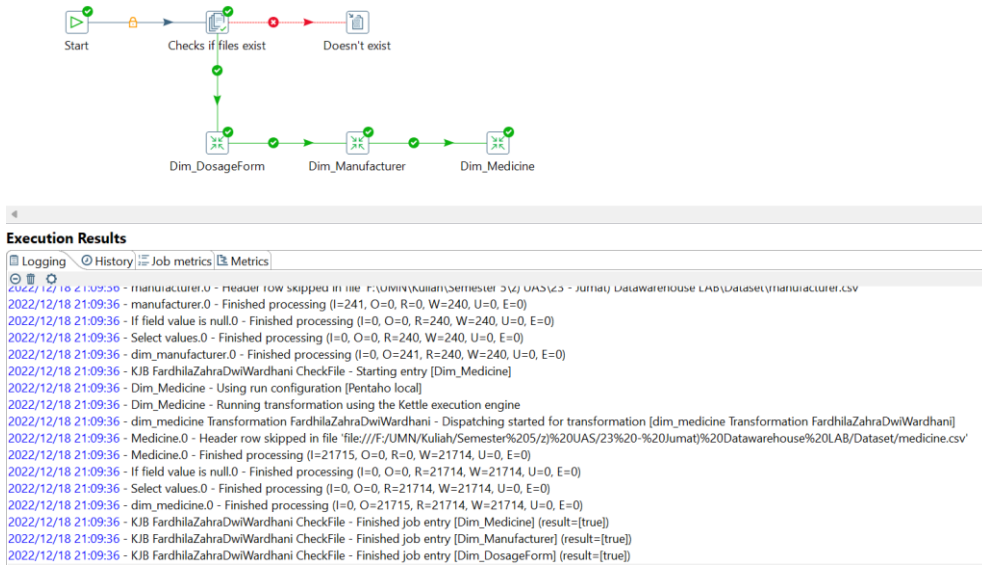 Start
Checks if files exist
Doesn't exist
Dim_DosageForm
Dim_Manufacturer
Dim_Medicine
Execution Results
Logging History Job metrics Metrics
2022/12/18 21:09:36 - manufacturer.0 - Header row skipped in file 'F:\UMN\Kuliah\Semester 5\z) UAS\23 - Jumat) Datawarehouse LAB\Dataset\manufacturer.csv'
2022/12/18 21:09:36 - manufacturer.0 - Finished processing (I=241, O=0, R=0, W=240, U=0, E=0)
2022/12/18 21:09:36 - If field value is null.0 - Finished processing (I=0, O=0, R=240, W=240, U=0, E=0)
2022/12/18 21:09:36 - Select values.0 - Finished processing (I=0, O=0, R=240, W=240, U=0, E=0)
2022/12/18 21:09:36 - dim_manufacturer.0 - Finished processing (I=0, O=241, R=240, W=240, U=0, E=0)
2022/12/18 21:09:36 - KJB FardhilaZahraDwiWardhani CheckFile - Starting entry [Dim_Medicine]
2022/12/18 21:09:36 - Dim_Medicine - Using run configuration [Pentaho local]
2022/12/18 21:09:36 - Dim_Medicine - Running transformation using the Kettle execution engine
2022/12/18 21:09:36 - dim_medicine Transformation FardhilaZahraDwiWardhani - Dispatching started for transformation [dim_medicine Transformation FardhilaZahraDwiWardhani]
2022/12/18 21:09:36 - Medicine.0 - Header row skipped in file 'file:///F:/UMN/Kuliah/Semester%205/z)%20UAS/23%20-%20Jumat)%20Datawarehouse%20LAB/Dataset/medicine.csv'
2022/12/18 21:09:36 - Medicine.0 - Finished processing (I=21715, O=0, R=0, W=21714, U=0, E=0)
2022/12/18 21:09:36 - If field value is null.0 - Finished processing (I=0, O=0, R=21714, W=21714, U=0, E=0)
2022/12/18 21:09:36 - Select values.0 - Finished processing (I=0, O=0, R=21714, W=21714, U=0, E=0)
2022/12/18 21:09:36 - dim_medicine.0 - Finished processing (I=0, O=21715, R=21714, W=21714, U=0, E=0)
2022/12/18 21:09:36 - KJB FardhilaZahraDwiWardhani CheckFile - Finished job entry [Dim_Medicine] (result=[true])
2022/12/18 21:09:36 - KJB FardhilaZahraDwiWardhani CheckFile - Finished job entry [Dim_Manufacturer] (result=[true])
2022/12/18 21:09:36 - KJB FardhilaZahraDwiWardhani CheckFile - Finished job entry [Dim_DosageForm] (result=[true])